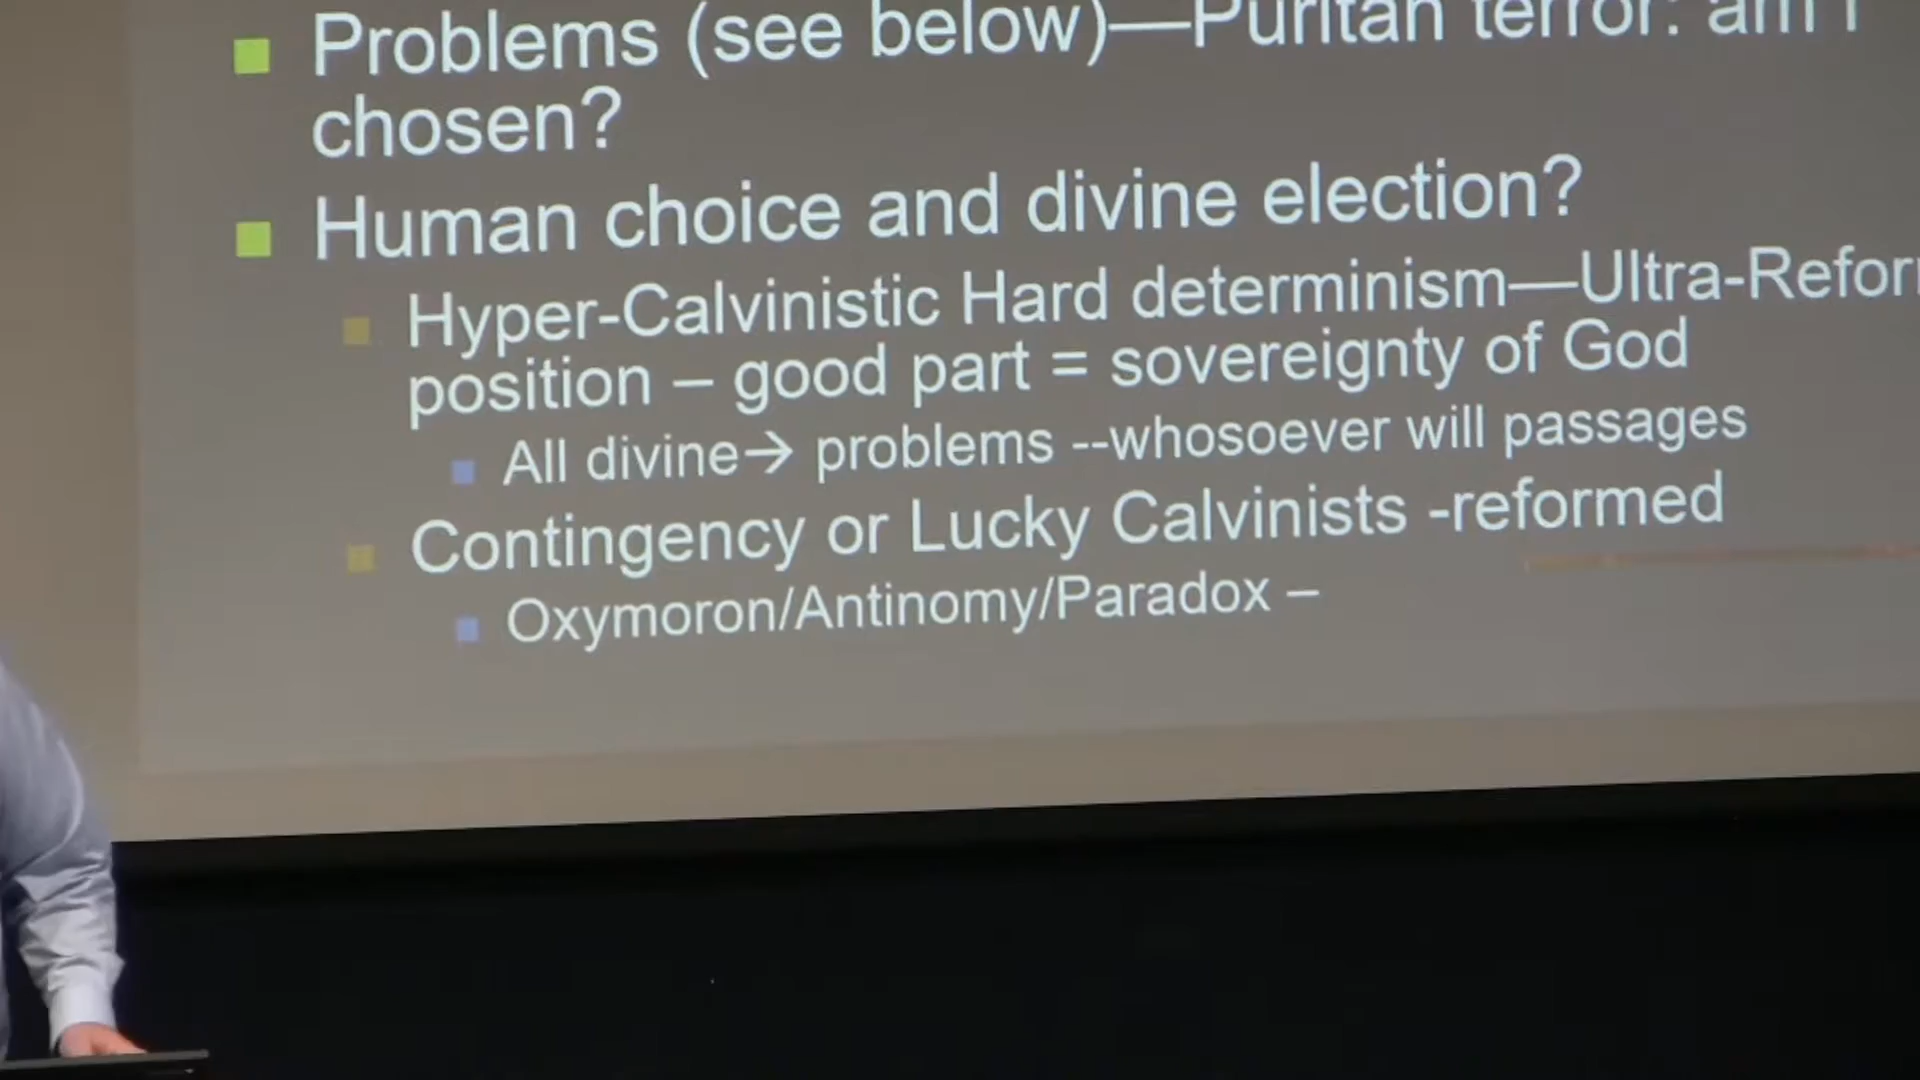 Problems (see below)—Puritan terror: am I
chosen?
Human choice and divine election?
Hyper-Calvinistic Hard determinism—Ultra-Refor
position – good part = sovereignty of God
All divine→ problems --whosoever will passages
Contingency or Lucky Calvinists -reformed
Oxymoron/Antinomy/Paradox –